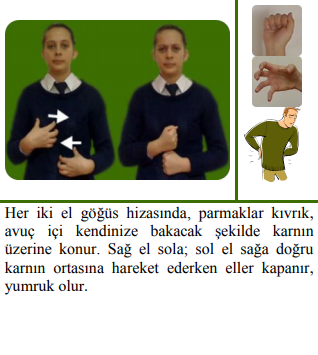 Her iki el göğüs hizasında, parmaklar kıvrık,
avuç içi kendinize bakacak şekilde karnın
üzerine konur. Sağ el sola; sol el sağa doğru
karnın ortasına hareket ederken eller kapanır,
yumruk olur.